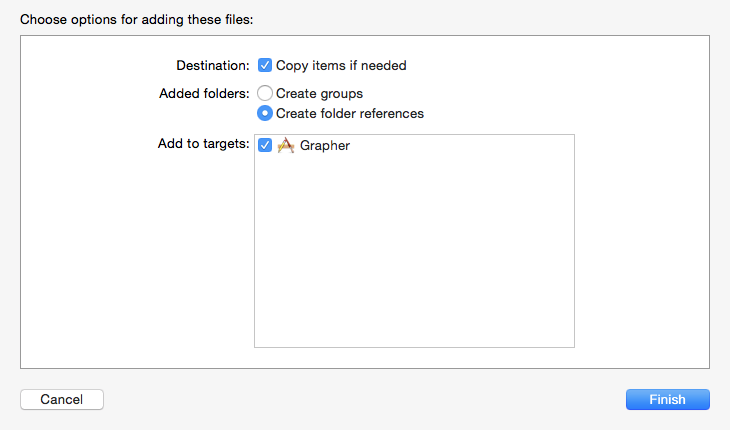 Choose options for adding these files:
Destination: Copy items if needed
Added folders: Create groups
Create folder references
Add to targets: Grapher
Cancel Finish